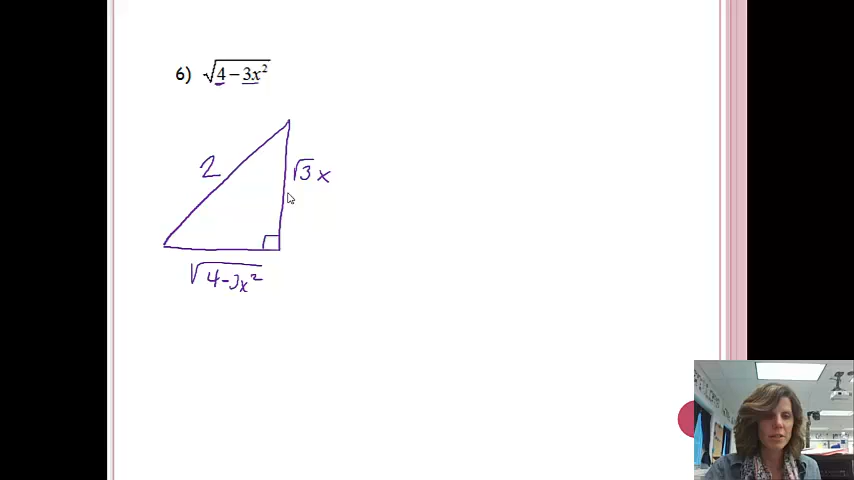 6) √4 − 3x²
2
√3 x
√4-3x²